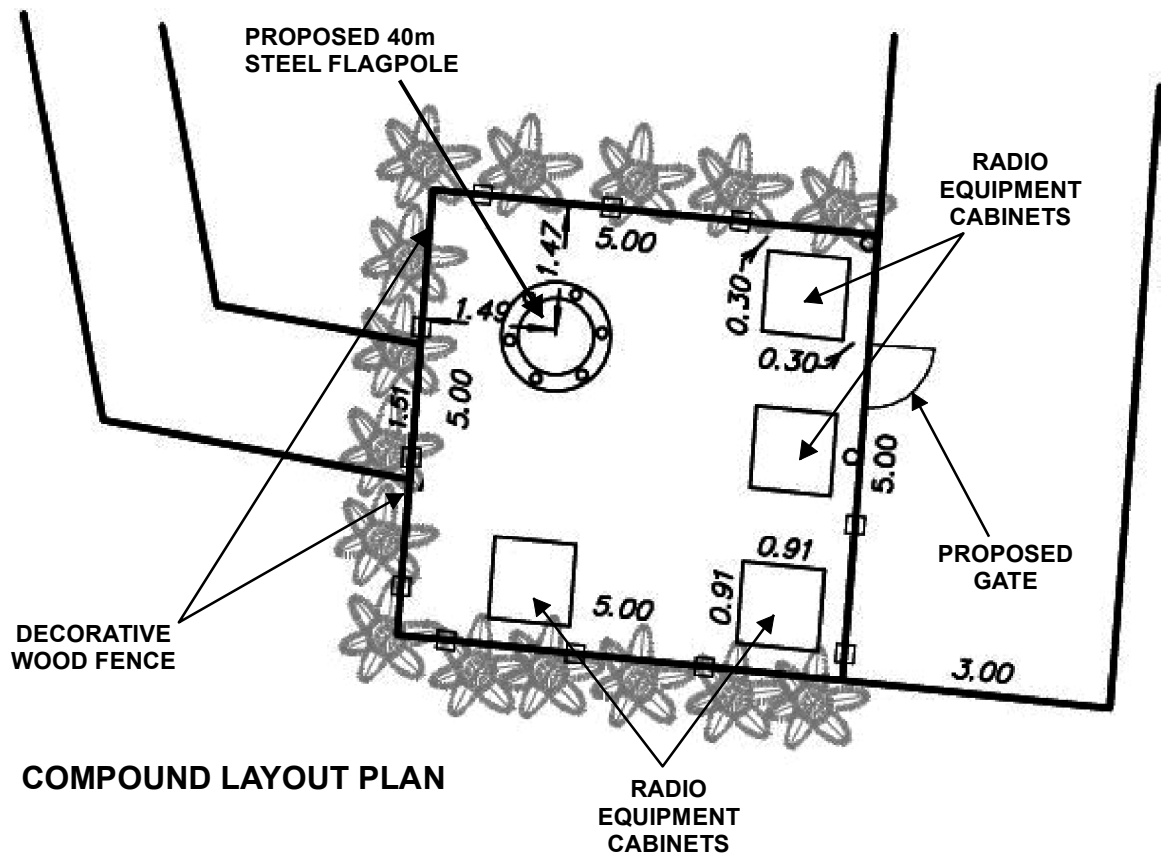 PROPOSED 40m
STEEL FLAGPOLE
RADIO
EQUIPMENT
CABINETS
5.00
1.47
0.30
1.49
0.30
5.00
1.51
5.00
0.91
0.91
PROPOSED
GATE
5.00
DECORATIVE
WOOD FENCE
3.00
COMPOUND LAYOUT PLAN
RADIO
EQUIPMENT
CABINETS